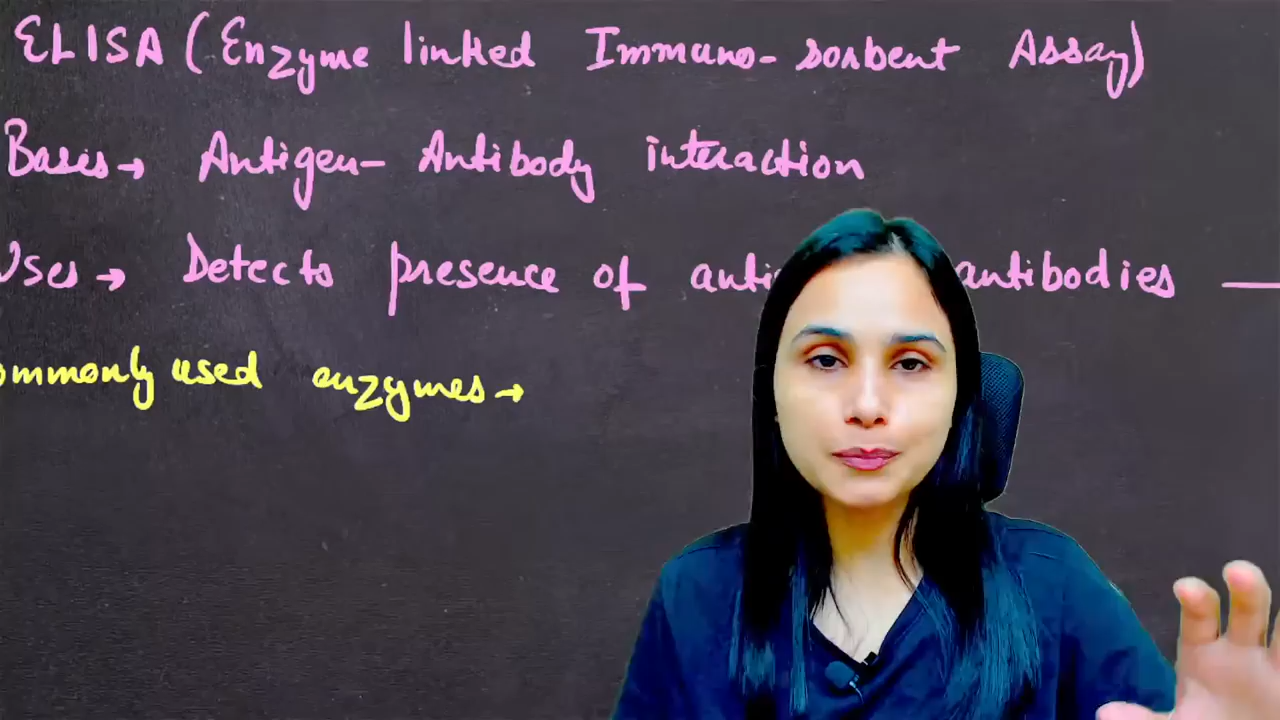 ELISA (Enzyme linked Immuno-sorbent Assay)
Basis → Antigen-Antibody interaction
Uses → Detects presence of anti antibodies —
ommonly used enzymes →